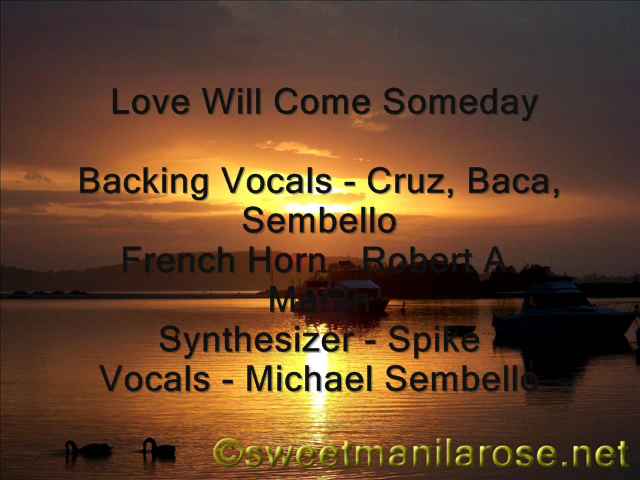 Love Will Come Someday
Backing Vocals - Cruz, Baca,
Sembello
French Horn - Robert A.
Martin
Synthesizer - Spike
Vocals - Michael Sembello
©sweetmanilarose.net